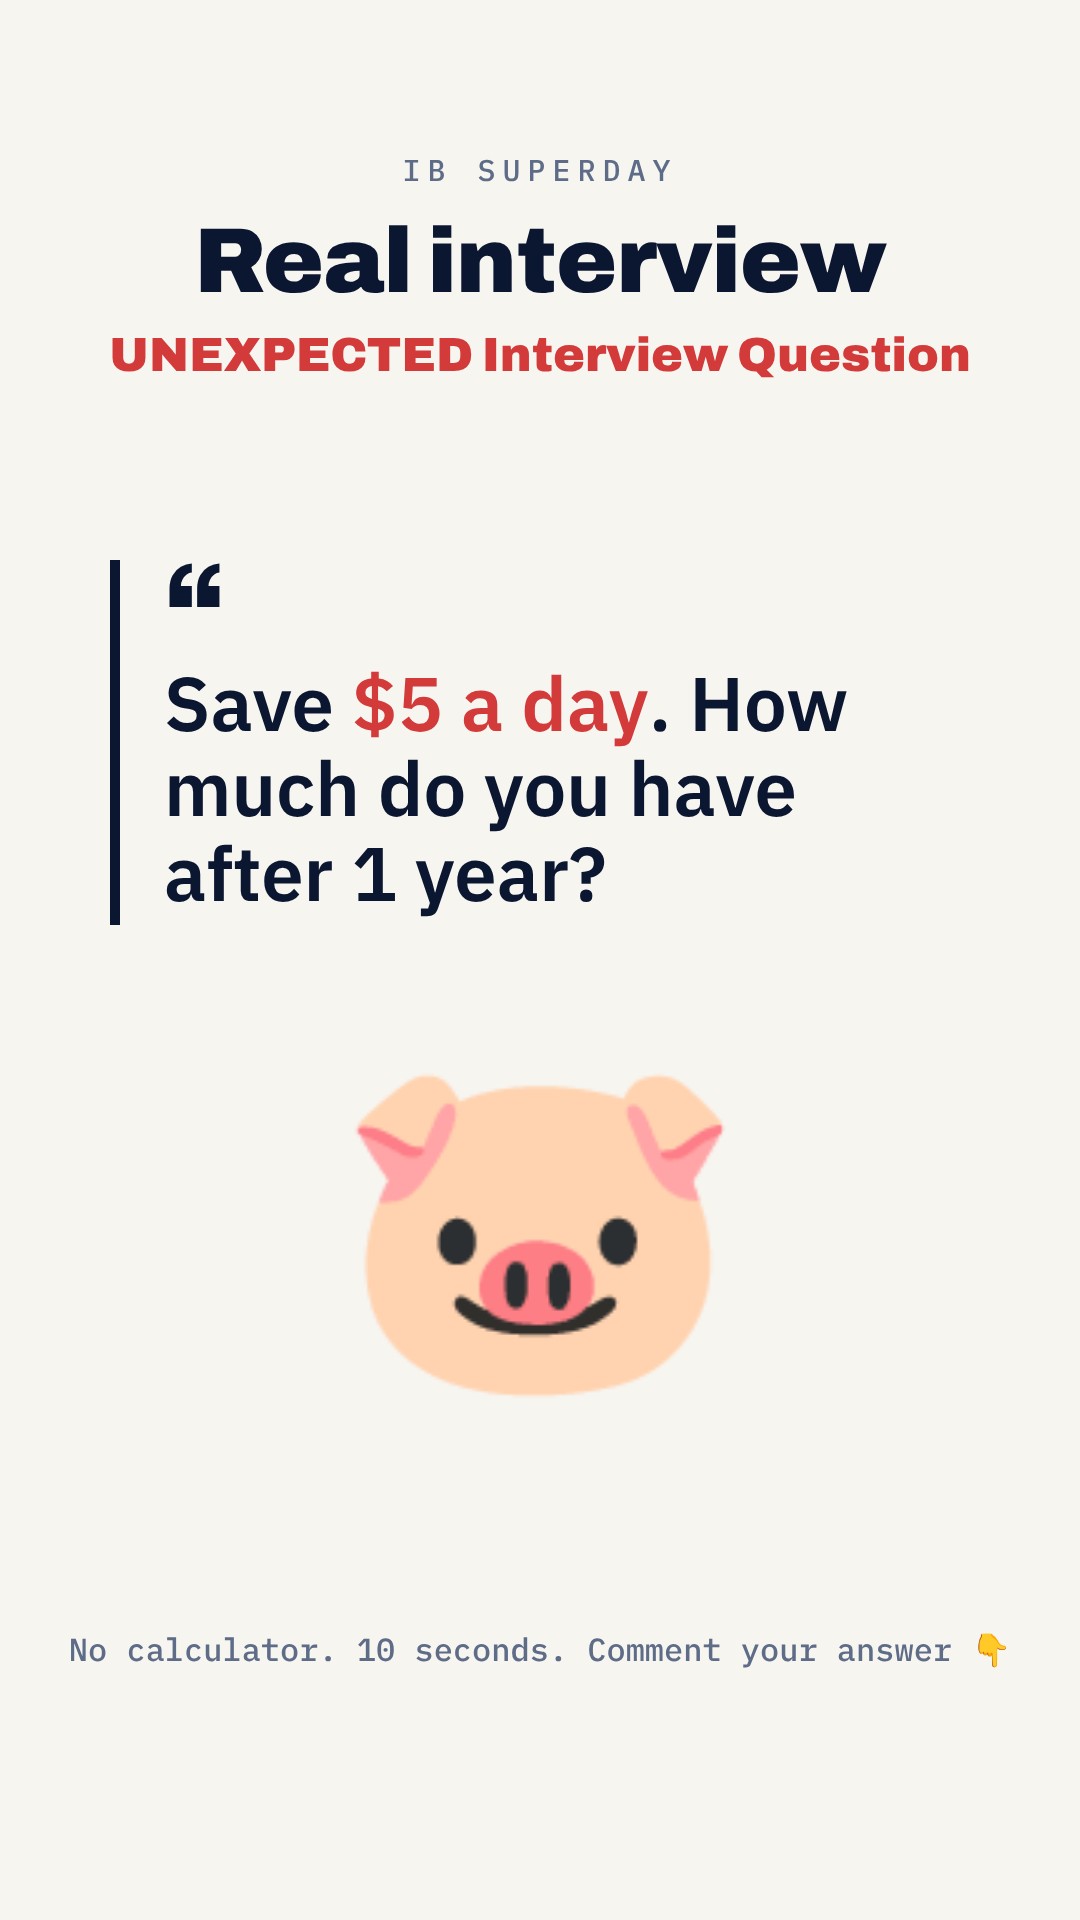 IB SUPERDAY
Real interview
UNEXPECTED Interview Question
“
Save $5 a day. How
much do you have
after 1 year?
No calculator. 10 seconds. Comment your answer 👇